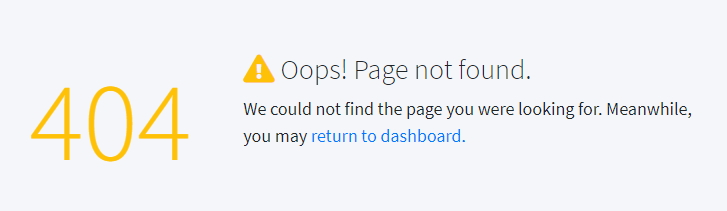 404
Oops! Page not found.
We could not find the page you were looking for. Meanwhile,
you may return to dashboard.